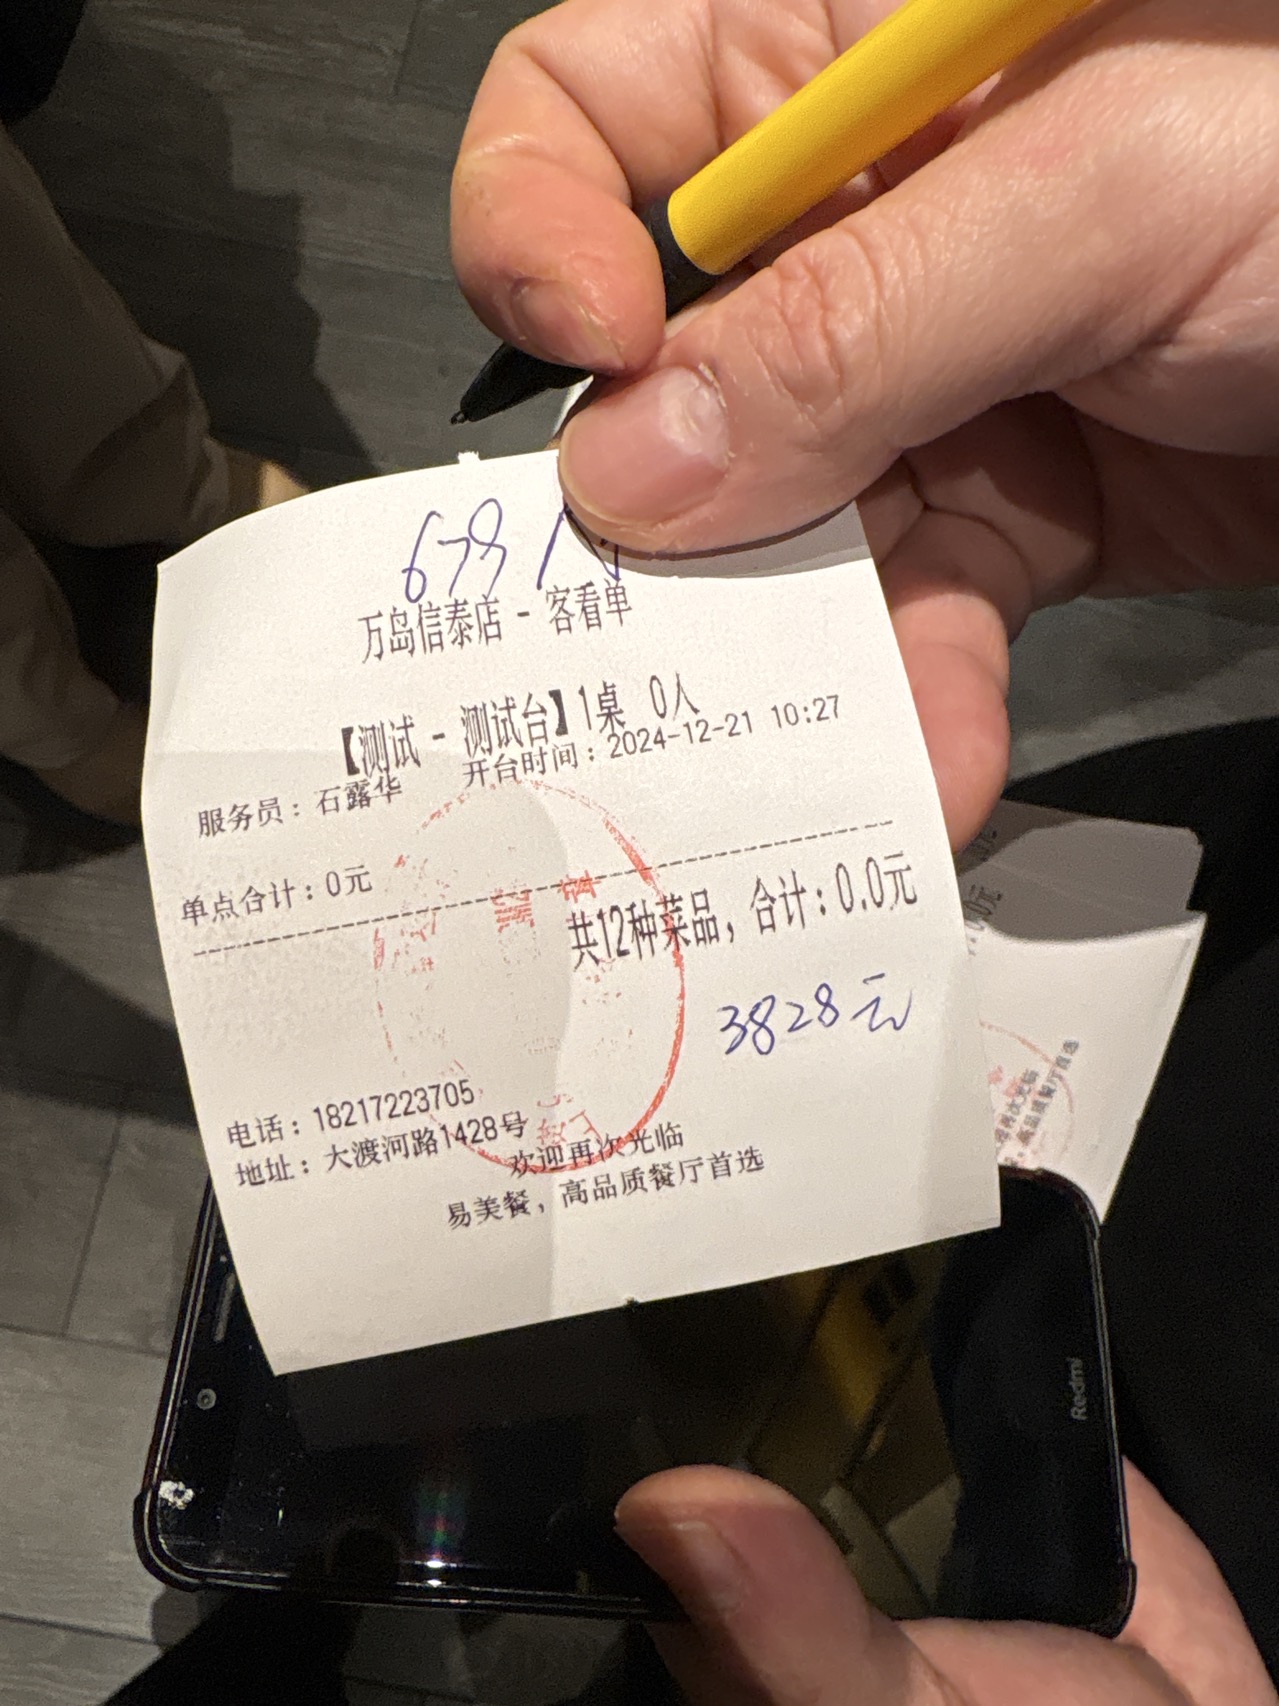 679
万岛信泰店 - 客看单
【测试 - 测试台】1桌 0人
服务员：石露华 开台时间：2024-12-21 10:27
单点合计：0元
共12种菜品，合计：0.0元
3828元
电话：18217223705
地址：大渡河路1428号
欢迎再次光临
易美餐，高品质餐厅首选
Redmi